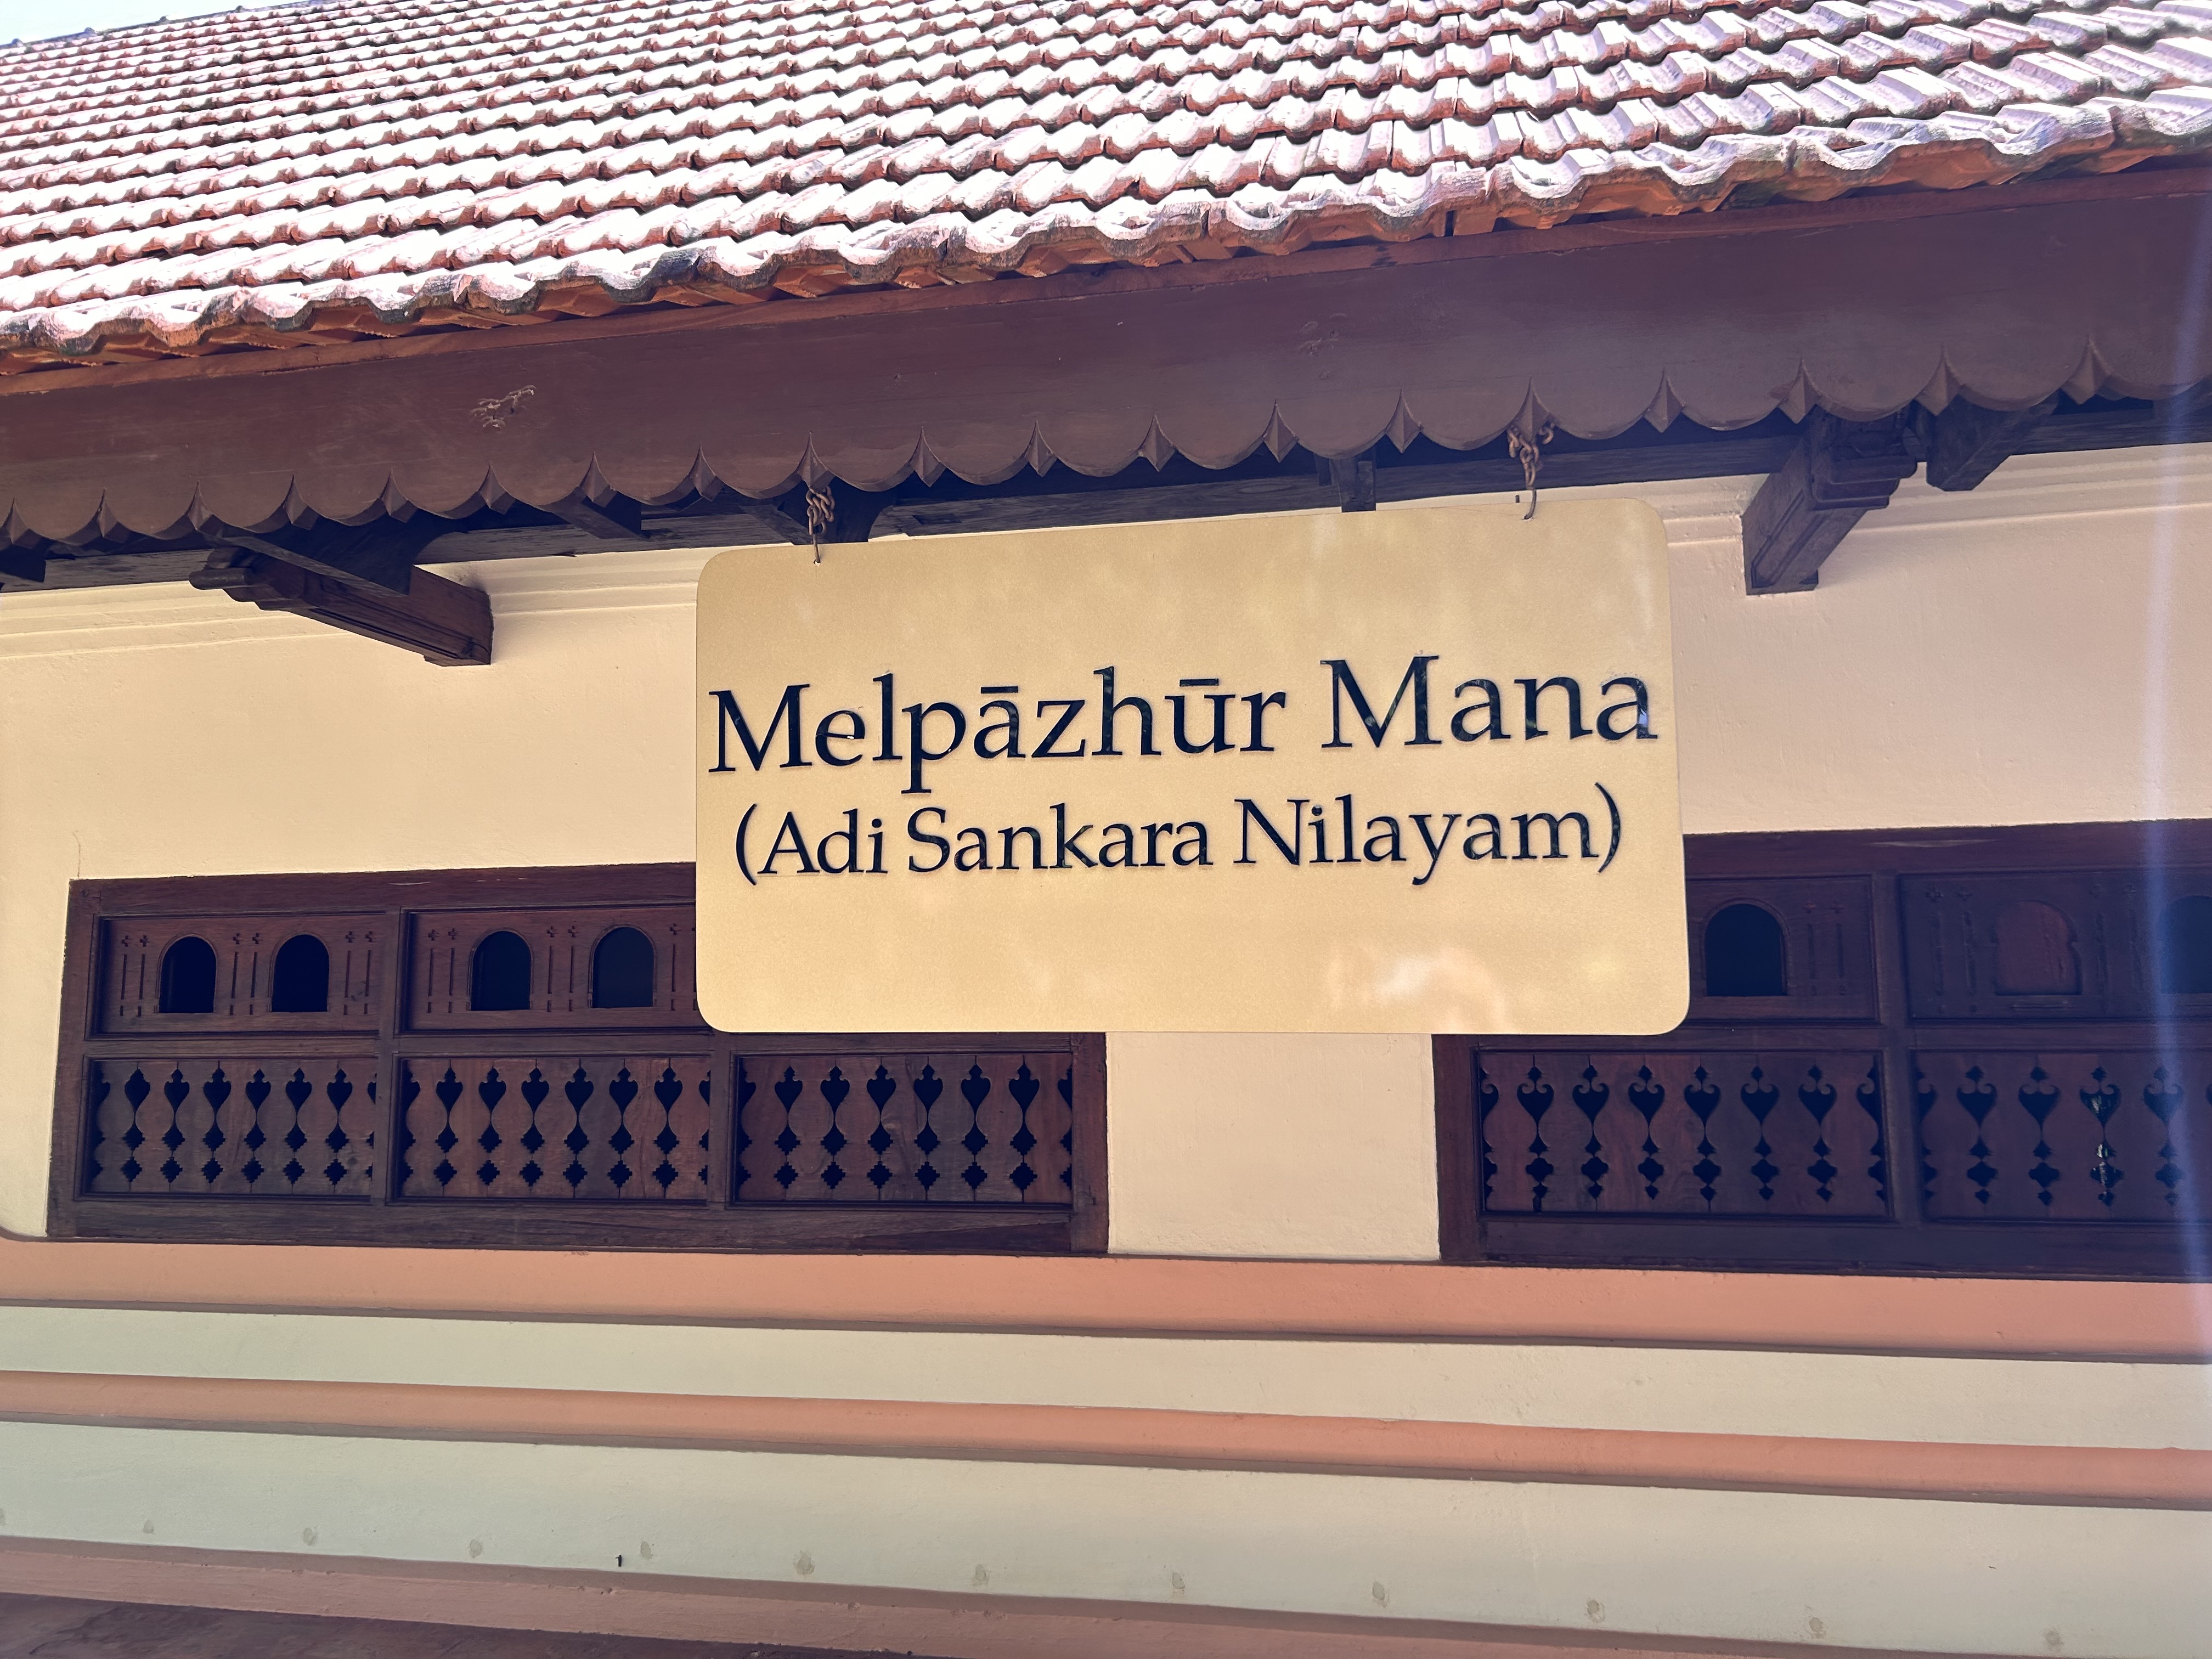 Melpāzhūr Mana
(Adi Sankara Nilayam)